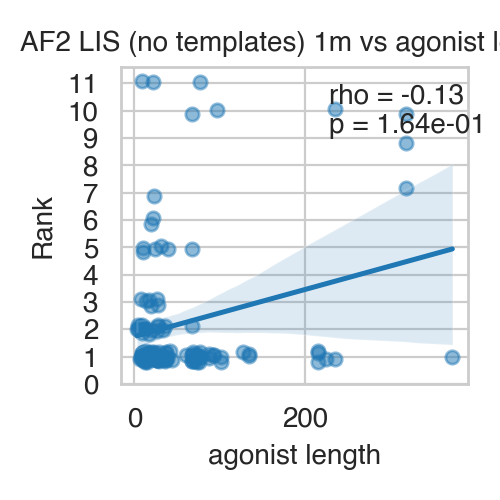 AF2 LIS (no templates) 1m vs agonist
rho = -0.13
p = 1.64e-01
11
10
9
8
7
6
5
4
3
2
1
0
Rank
0 200
agonist length